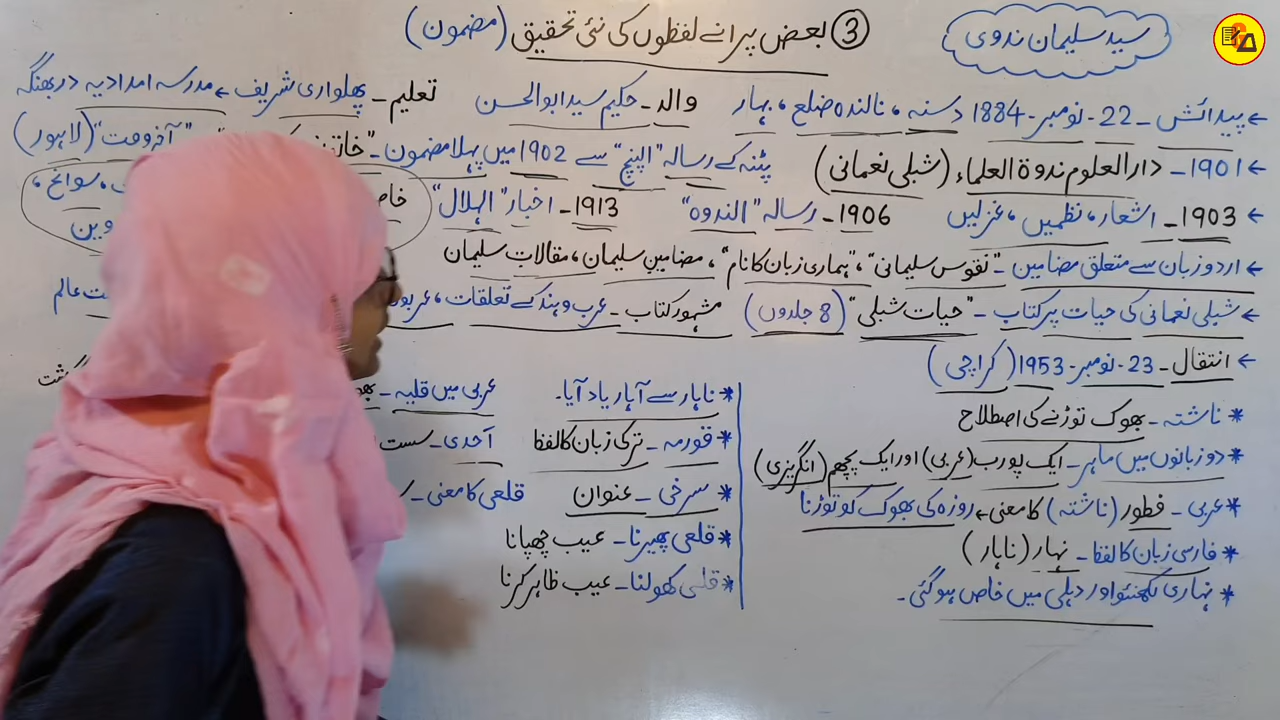 ③ بعض پرانے لفظوں کی نئی تحقیق (مضمون)
سید سلیمان ندوی
← پیدائش - 22 - نومبر - 1884 دسنہ، نالندہ ضلع، بہار والد - حکیم سید ابوالحسن تعلیم - پھلواری شریف ← مدرسہ امدادیہ دربھنگہ
← 1901 - دارالعلوم ندوۃ العلماء (شبلی نعمانی) پٹنہ کے رسالہ "الپنچ" سے 1902 میں پہلا مضمون - "خاتون "آخر وقت" (لاہور)
← 1903 - اشعار، نظمیں، غزلیں 1906 - رسالہ "الندوہ" 1913 - اخبار "الہلال" سوانح،
← اردو زبان سے متعلق مضامین - "نقوس سلیمانی"، "ہماری زبان کا نام"، مضامینِ سلیمان، مقالاتِ سلیمان
← شبلی نعمانی کی حیات پر کتاب - "حیات شبلی" (8 جلدوں) مشہور کتاب - عرب و ہند کے تعلقات، عالم
← انتقال - 23 - نومبر - 1953 (کراچی)
* ناشتہ - بھوک توڑنے کی اصطلاح
* دو زبانوں میں ماہر - ایک پورب (عربی) اور ایک پچھم (انگریزی)
* عربی - فطور (ناشتہ) کا معنی ← روزہ کی بھوک کو توڑنا
* فارسی زبان کا لفظ - نہار (ناہار)
* نہاری لکھنئو اور دہلی میں خاص ہو گئی۔
* ناہار سے آہار یاد آیا۔ عربی میں قلیہ -
* قورمہ - ترکی زبان کا لفظ آحدی - سست
* سرخی - عنوان قلعی کا معنی -
* قلعی پھیرنا - عیب چھپانا
* قلعی کھولنا - عیب ظاہر کرنا